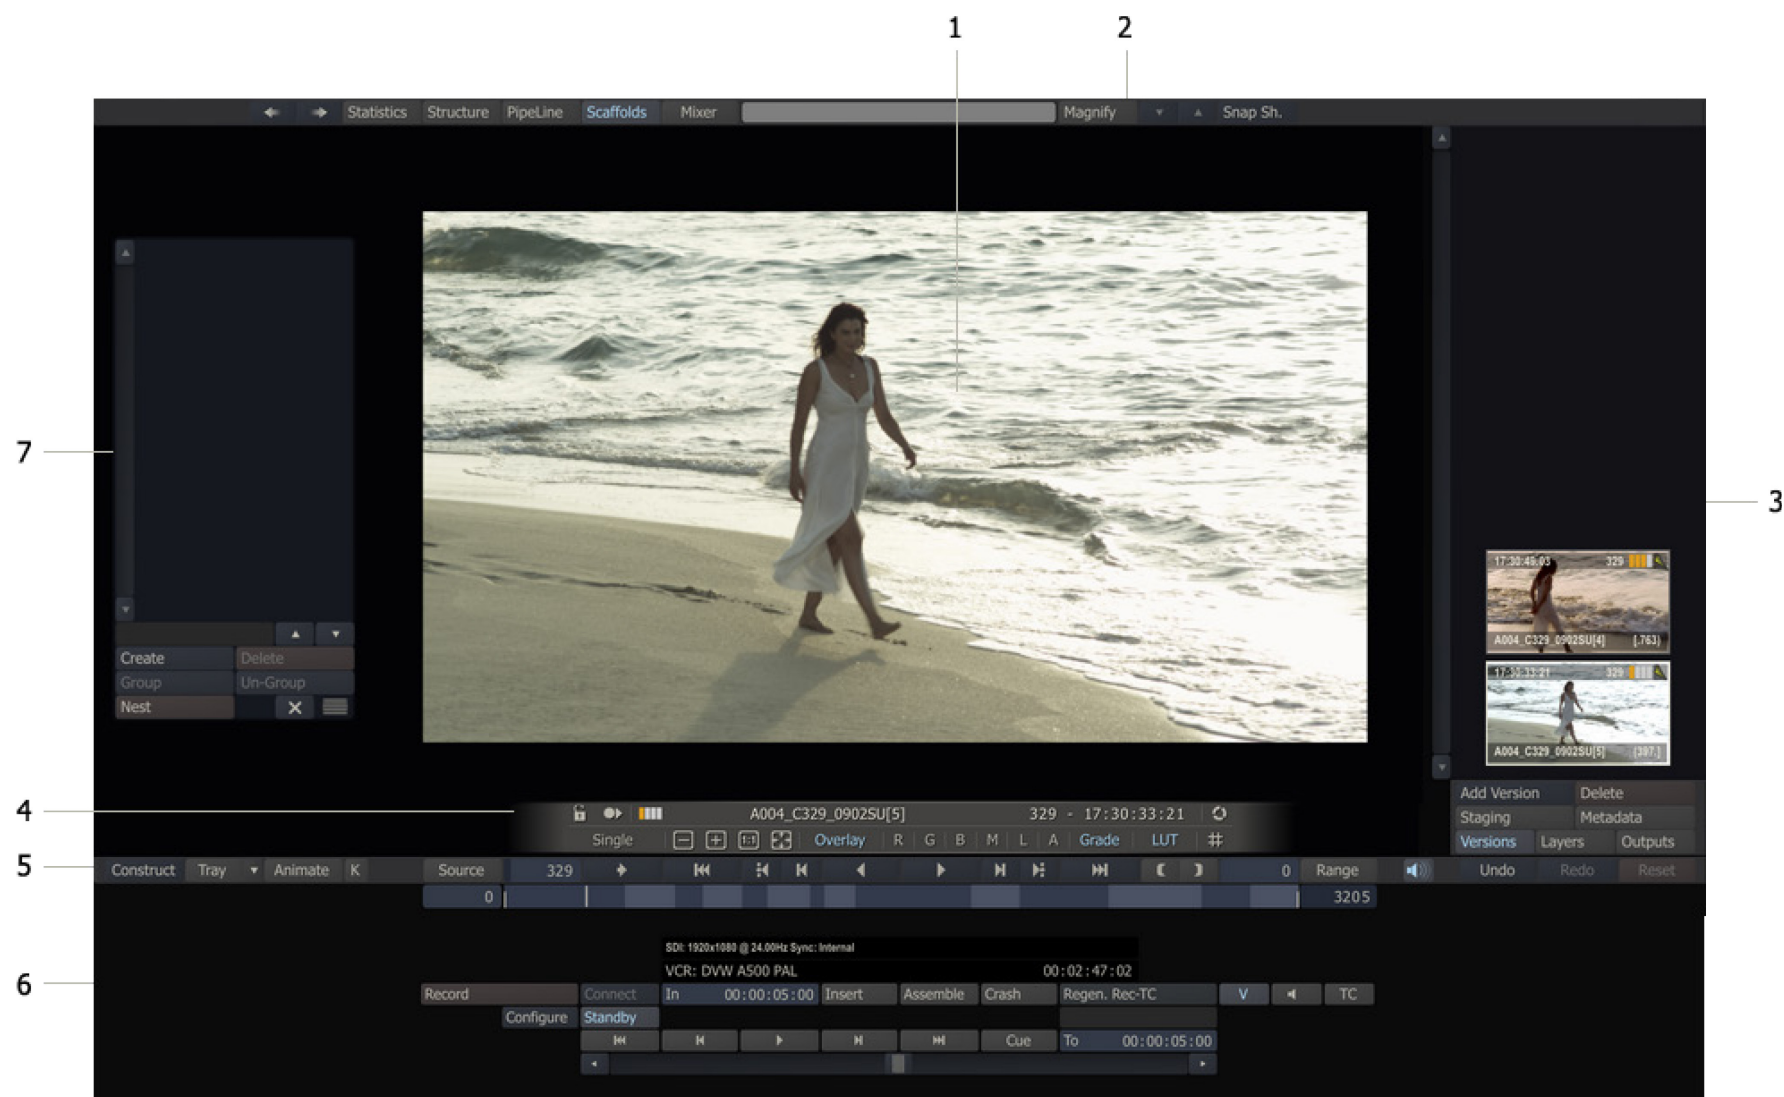 1
2
Statistics Structure PipeLine Scaffolds Mixer Magnify Snap Sh.
7
3
17:30:49:03 329
A004_C329_0902SU[4] (.763)
17:30:33:21 329
A004_C329_0902SU[5] (397.)
Create Delete
Group Un-Group
Nest
4
A004_C329_0902SU[5] 329 - 17:30:33:21
Single 1:1 Overlay R G B M L A Grade LUT #
Add Version Delete
Staging Metadata
Versions Layers Outputs
5
Construct Tray Animate K Source 329 0 Range Undo Redo Reset
0 3205
6
SDI: 1920x1080 @ 24.00Hz Sync: Internal
VCR: DVW A500 PAL 00:02:47:02
Record Connect In 00:00:05:00 Insert Assemble Crash Regen. Rec-TC V TC
Configure Standby
Cue To 00:00:05:00